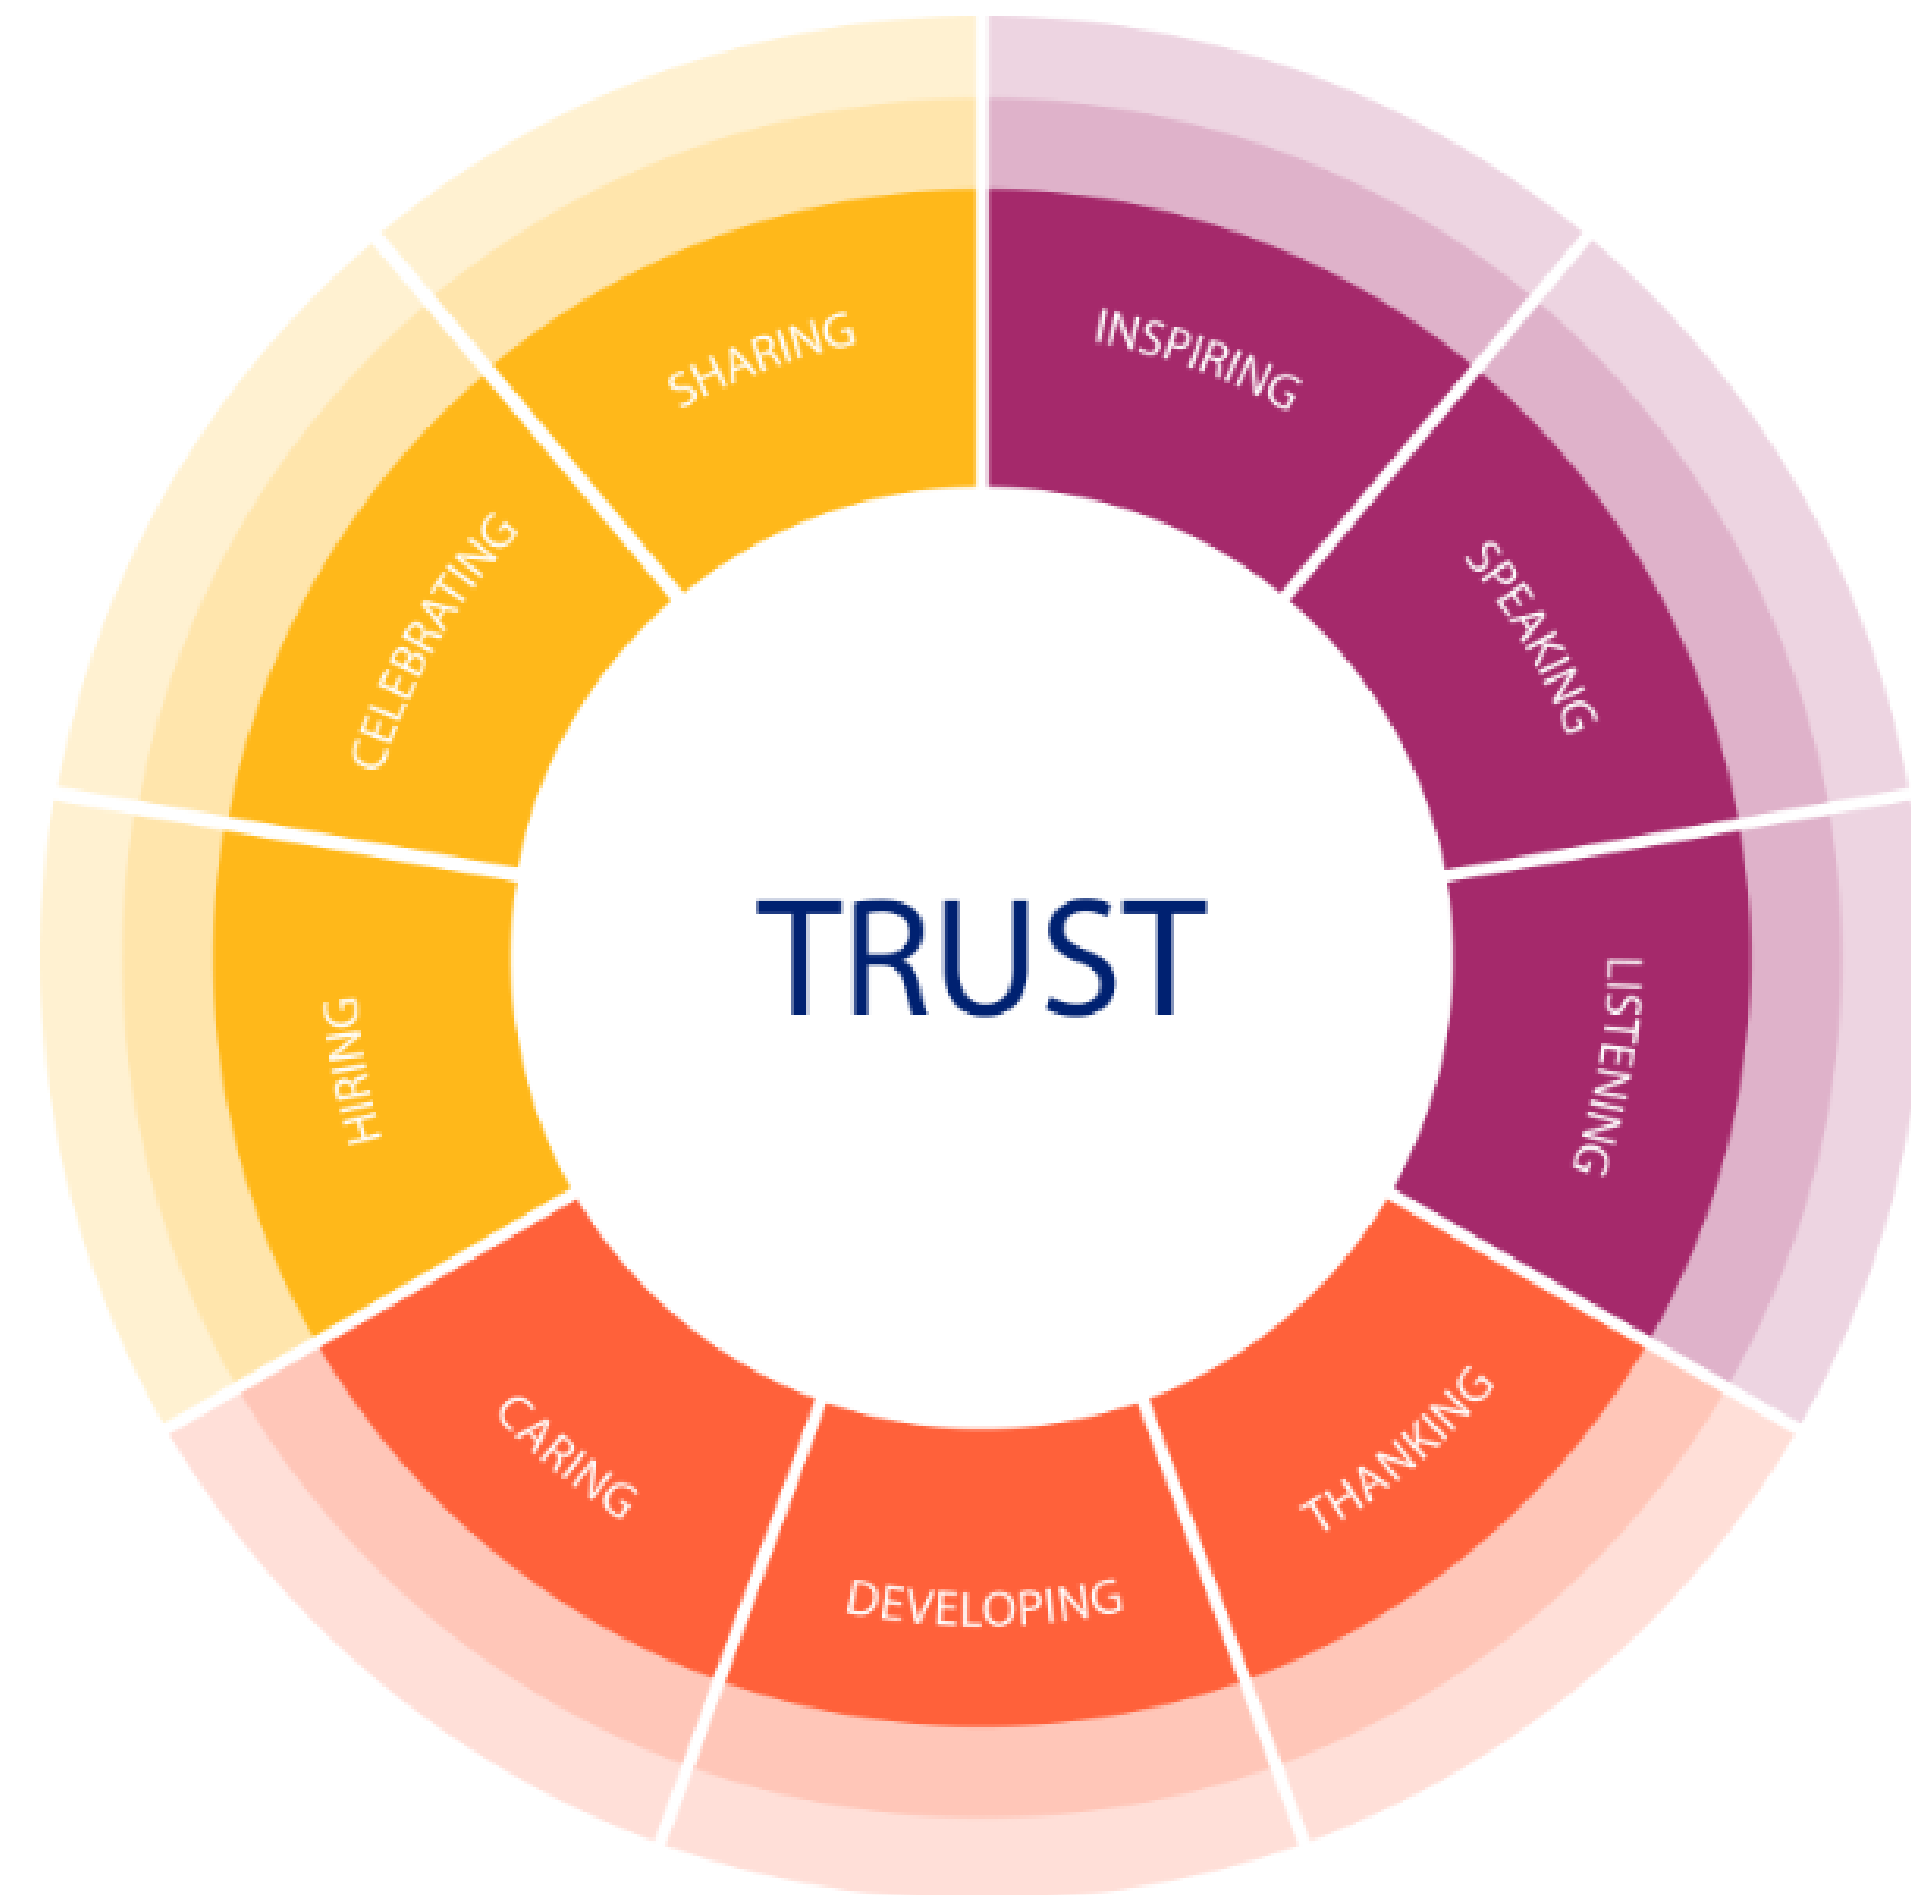 INSPIRING
SPEAKING
LISTENING
THANKING
DEVELOPING
CARING
HIRING
CELEBRATING
SHARING
TRUST